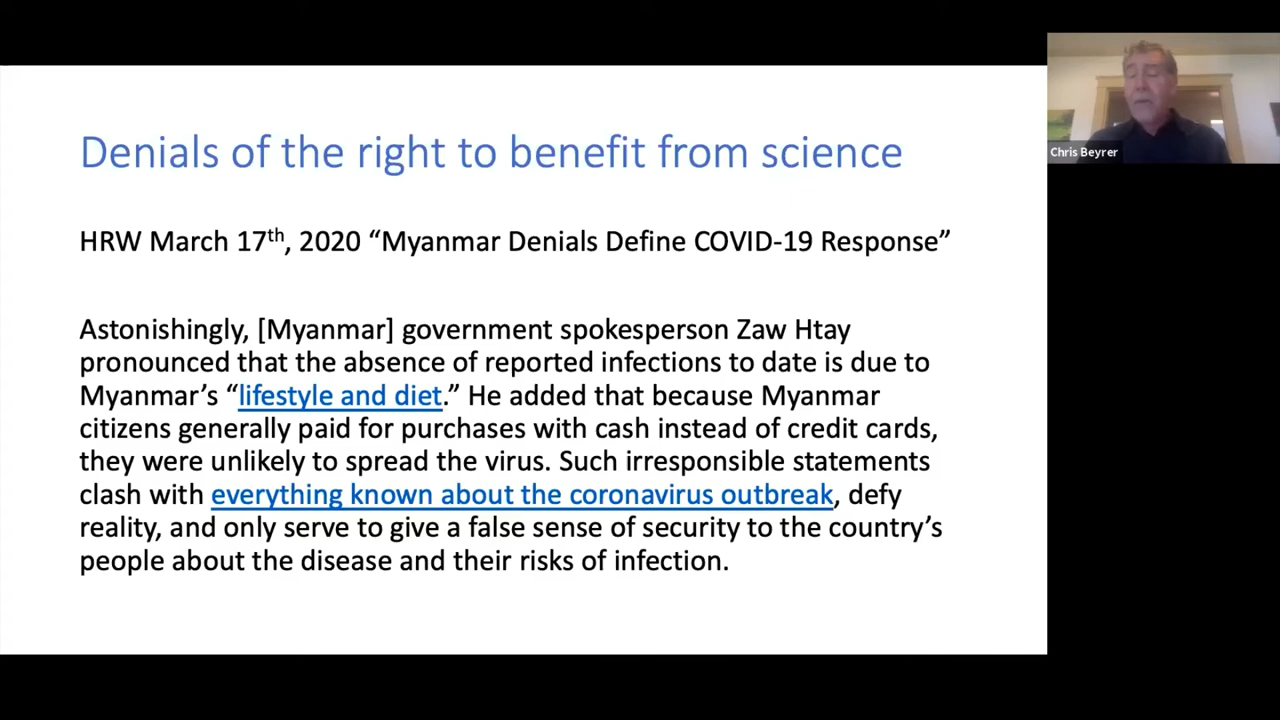 Denials of the right to benefit from science
HRW March 17th, 2020 “Myanmar Denials Define COVID-19 Response”
Astonishingly, [Myanmar] government spokesperson Zaw Htay
pronounced that the absence of reported infections to date is due to
Myanmar’s “lifestyle and diet.” He added that because Myanmar
citizens generally paid for purchases with cash instead of credit cards,
they were unlikely to spread the virus. Such irresponsible statements
clash with everything known about the coronavirus outbreak, defy
reality, and only serve to give a false sense of security to the country’s
people about the disease and their risks of infection.
Chris Beyrer